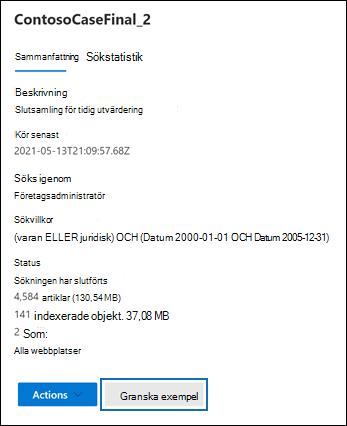 ContosoCaseFinal_2
Sammanfattning Sökstatistik
Beskrivning
Slutsamling för tidig utvärdering
Kör senast
2021-05-13T21:09:57.68Z
Söks igenom
Företagsadministratör
Sökvillkor
(varan ELLER juridisk) OCH (Datum 2000-01-01 OCH Datum 2005-12-31)
Status
Sökningen har slutförts
4,584 artiklar (130,54 MB)
141 indexerade objekt. 37,08 MB
2 Som:
Alla webbplatser
Actions Granska exempel